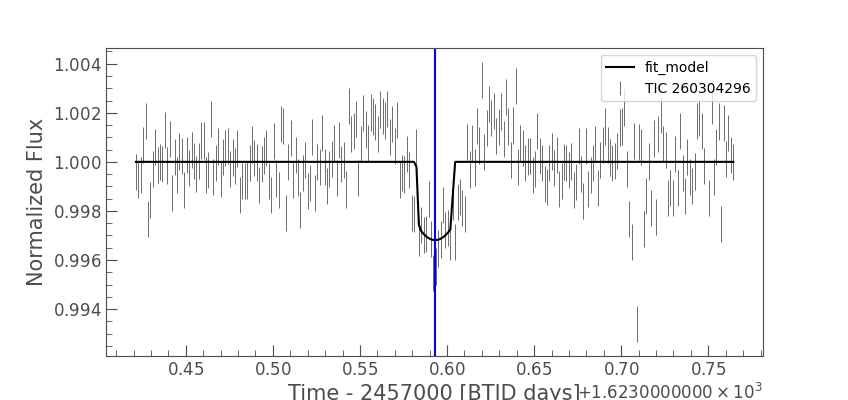 fit_model
TIC 260304296
1.004
1.002
1.000
0.998
0.996
0.994
Normalized Flux
0.45 0.50 0.55 0.60 0.65 0.70 0.75
Time - 2457000 [BTJD days]
+1.6230000000 × 10³